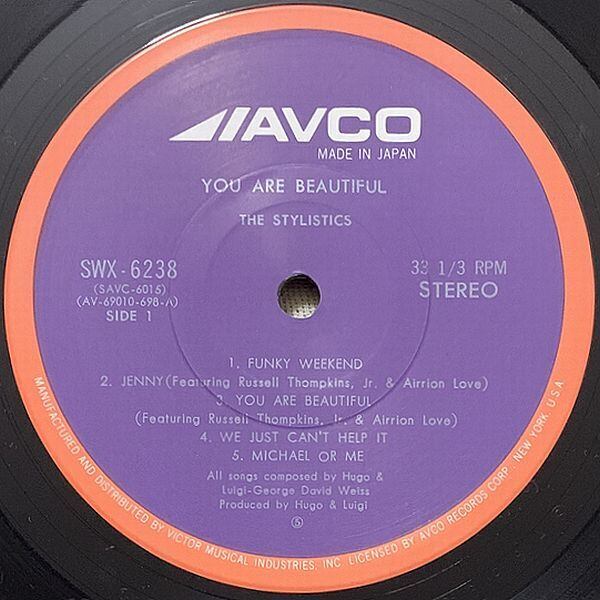 AVCO
MADE IN JAPAN
YOU ARE BEAUTIFUL
THE STYLISTICS
SWX-6238
(SAVC-6015)
(AV-69010-698-A)
SIDE 1
33 1/3 RPM
STEREO
1. FUNKY WEEKEND
2. JENNY(Featuring Russell Thompkins, Jr. & Airrion Love)
3. YOU ARE BEAUTIFUL
(Featuring Russell Thompkins, Jr. & Airrion Love)
4. WE JUST CAN'T HELP IT
5. MICHAEL OR ME
All songs composed by Hugo &
Luigi-George David Weiss
Produced by Hugo & Luigi
⑤
MANUFACTURED AND DISTRIBUTED BY VICTOR MUSICAL INDUSTRIES, INC. LICENSED BY AVCO RECORDS CORP. NEW YORK, U.S.A.